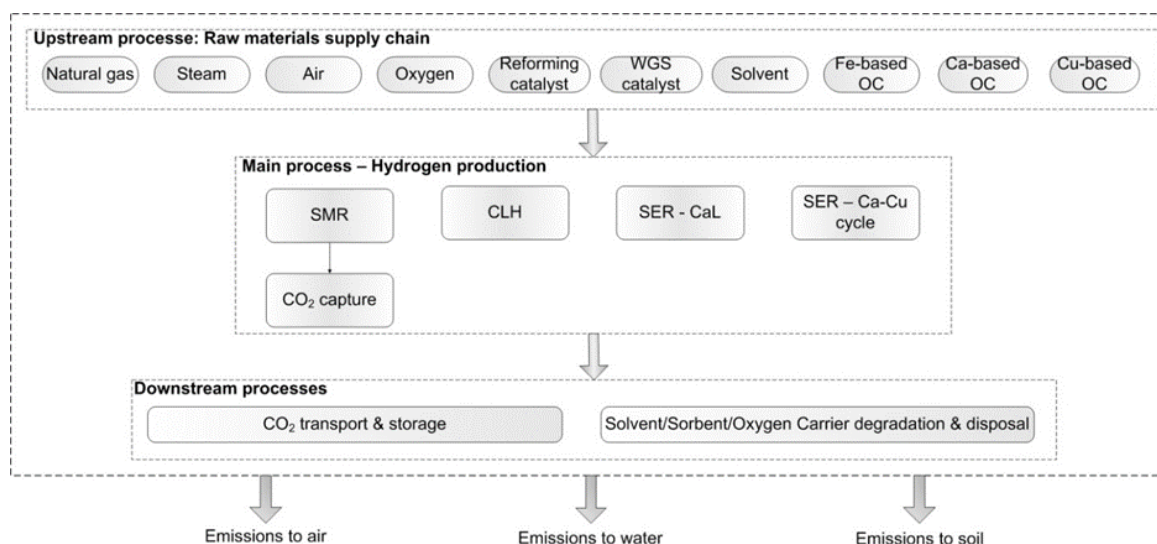 Upstream processe: Raw materials supply chain
Natural gas
Steam
Air
Oxygen
Reforming
catalyst
WGS
catalyst
Solvent
Fe-based
OC
Ca-based
OC
Cu-based
OC
Main process – Hydrogen production
SMR
CLH
SER - CaL
SER – Ca-Cu
cycle
CO₂ capture
Downstream processes
CO₂ transport & storage
Solvent/Sorbent/Oxygen Carrier degradation & disposal
Emissions to air
Emissions to water
Emissions to soil